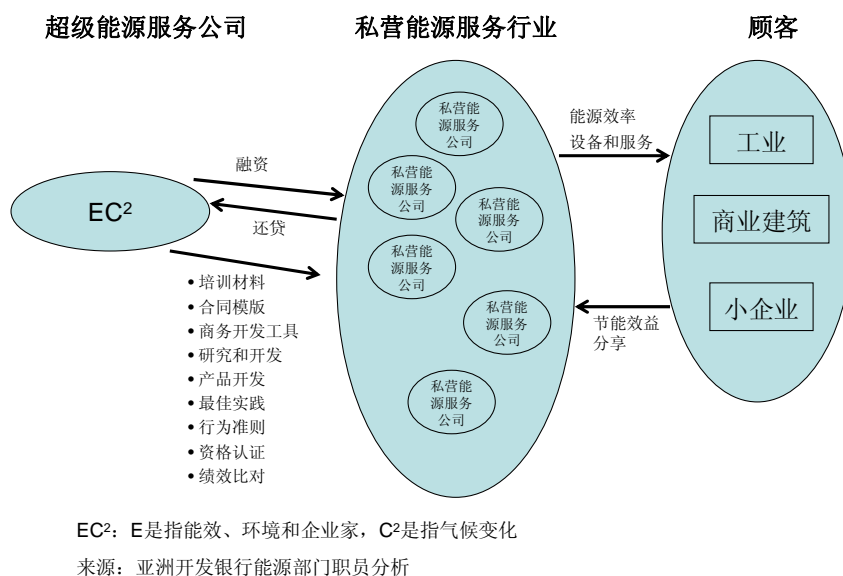 超级能源服务公司
私营能源服务行业
顾客
EC²
融资
还贷
• 培训材料
• 合同模版
• 商务开发工具
• 研究和开发
• 产品开发
• 最佳实践
• 行为准则
• 资格认证
• 绩效比对
私营能
源服务
公司
私营能
源服务
公司
私营能
源服务
公司
私营能
源服务
公司
私营能
源服务
公司
私营能
源服务
公司
能源效率
设备和服务
节能效益
分享
工业
商业建筑
小企业
EC²：E是指能效、环境和企业家，C²是指气候变化
来源：亚洲开发银行能源部门职员分析